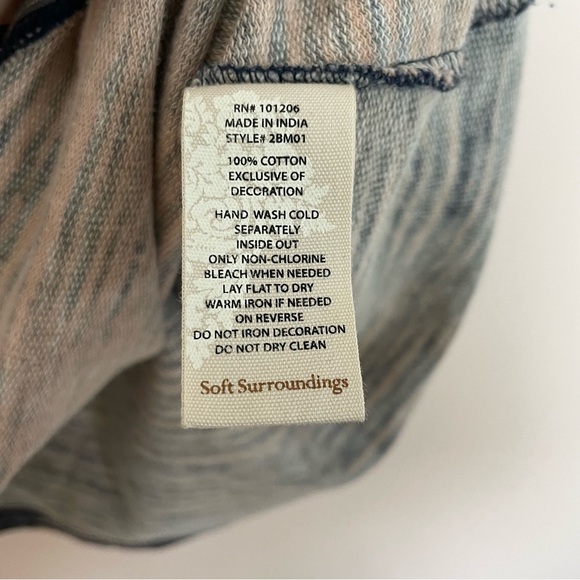 RN# 101206
MADE IN INDIA
STYLE# 2BM01
100% COTTON
EXCLUSIVE OF
DECORATION
HAND WASH COLD
SEPARATELY
INSIDE OUT
ONLY NON-CHLORINE
BLEACH WHEN NEEDED
LAY FLAT TO DRY
WARM IRON IF NEEDED
ON REVERSE
DO NOT IRON DECORATION
DO NOT DRY CLEAN
Soft Surroundings